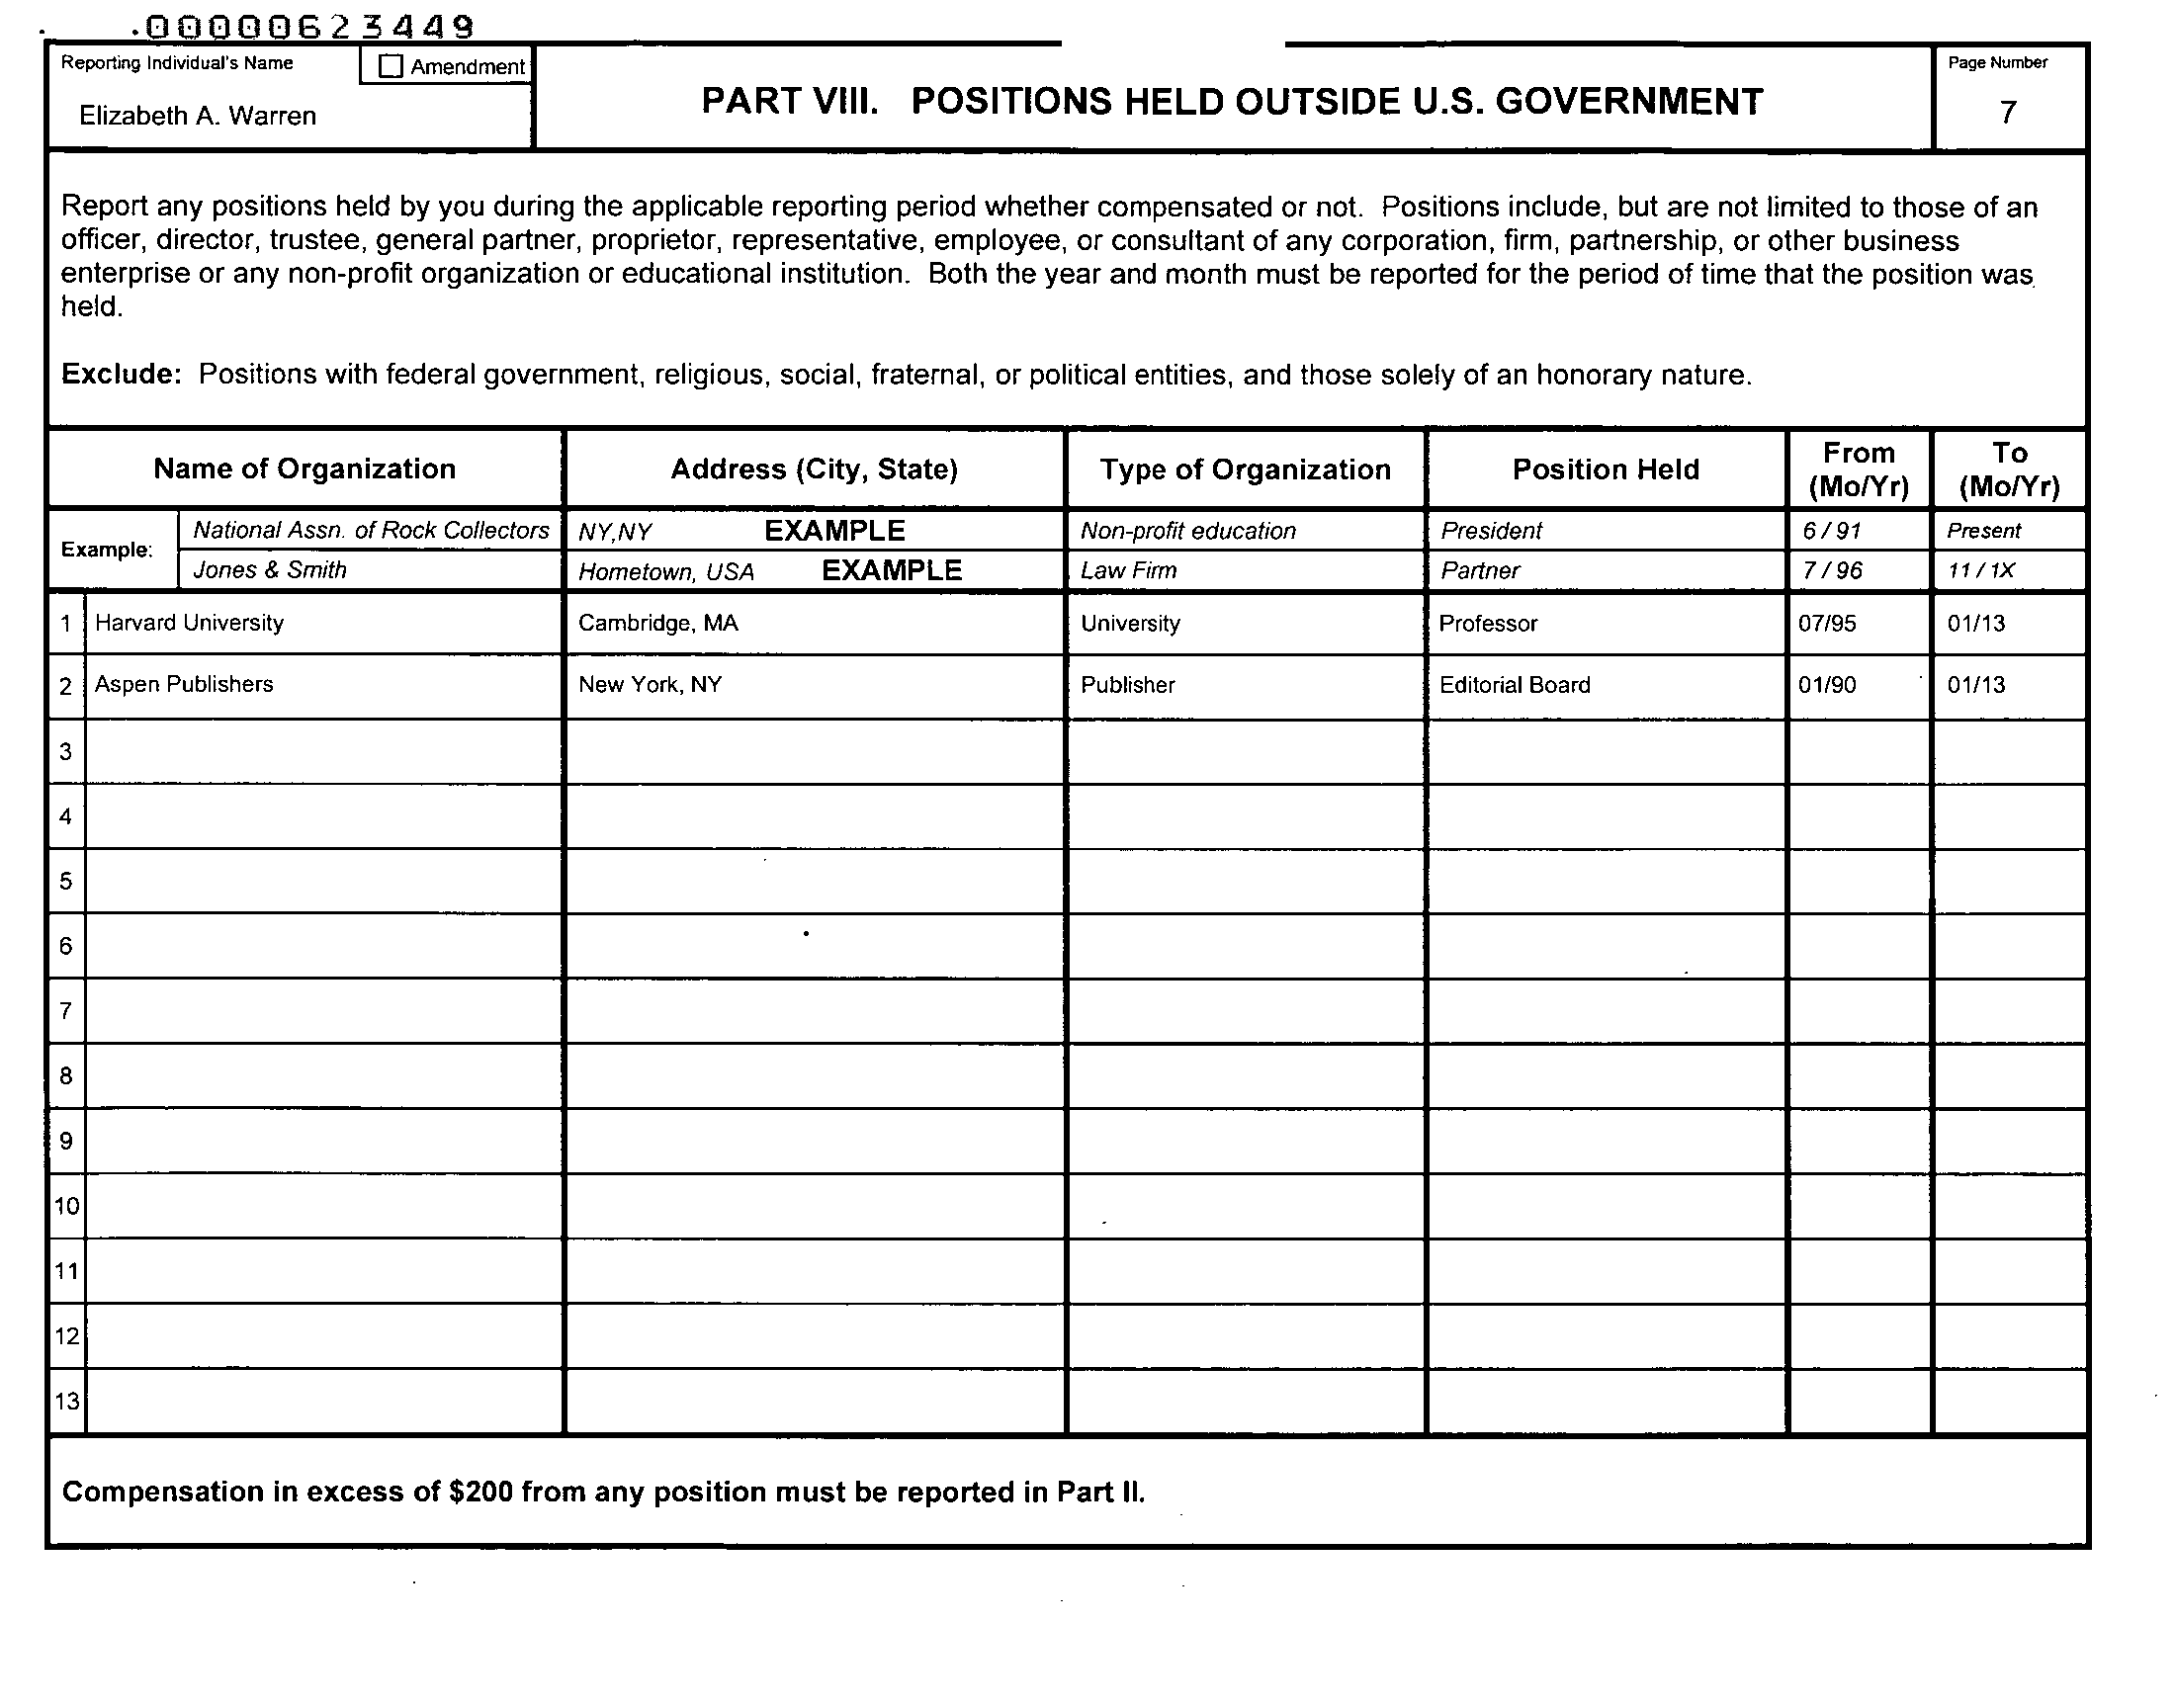 .00000623449
Reporting Individual's Name
Amendment
Elizabeth A. Warren
PART VIII. POSITIONS HELD OUTSIDE U.S. GOVERNMENT
Page Number
7
Report any positions held by you during the applicable reporting period whether compensated or not. Positions include, but are not limited to those of an
officer, director, trustee, general partner, proprietor, representative, employee, or consultant of any corporation, firm, partnership, or other business
enterprise or any non-profit organization or educational institution. Both the year and month must be reported for the period of time that the position was
held.
Exclude: Positions with federal government, religious, social, fraternal, or political entities, and those solely of an honorary nature.
Name of Organization Address (City, State) Type of Organization Position Held From (Mo/Yr) To (Mo/Yr)
Example:
National Assn. of Rock Collectors NY,NY EXAMPLE Non-profit education President 6 / 91 Present
Jones & Smith Hometown, USA EXAMPLE Law Firm Partner 7 / 96 11 / 1X
1 Harvard University Cambridge, MA University Professor 07/95 01/13
2 Aspen Publishers New York, NY Publisher Editorial Board 01/90 01/13
3
4
5
6
7
8
9
10
11
12
13
Compensation in excess of $200 from any position must be reported in Part II.